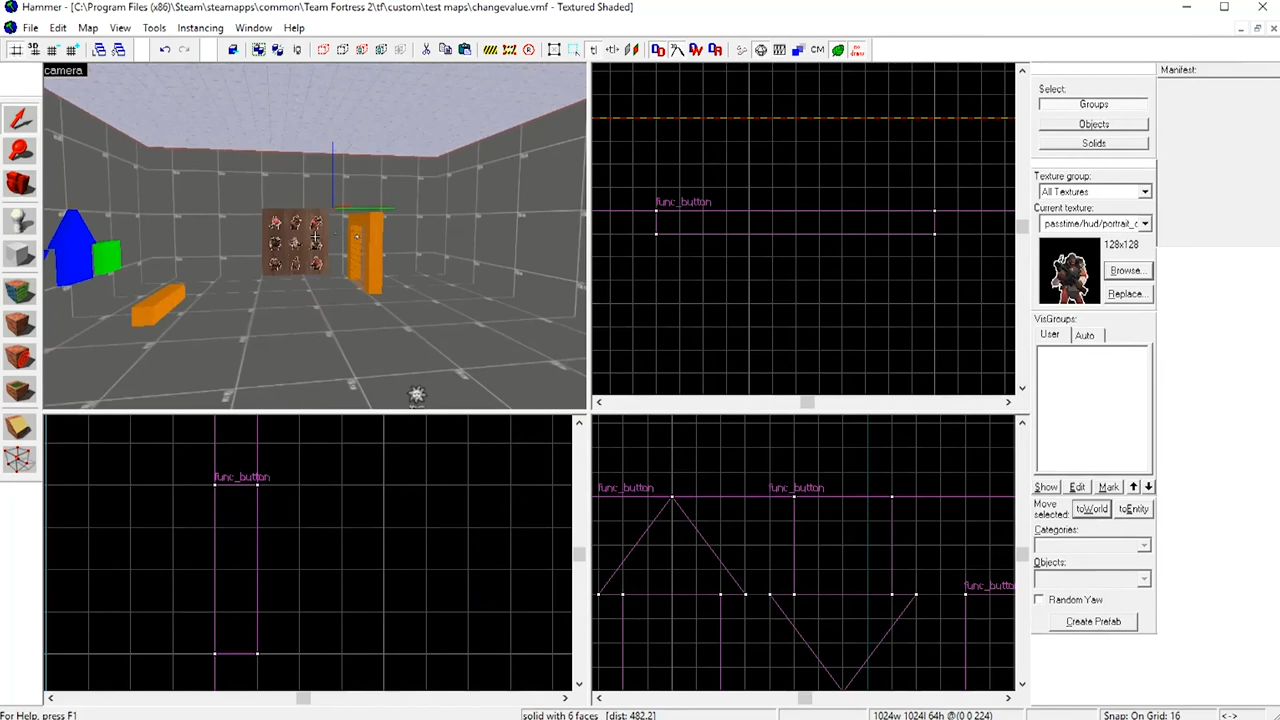 Hammer - [C:\Program Files (x86)\Steam\steamapps\common\Team Fortress 2\tf\custom\test maps\changevalue.vmf - Textured Shaded]
File Edit Map View Tools Instancing Window Help
camera
func_button
func_button
func_button
func_button
func_butto
Select:
Groups
Objects
Solids
Texture group:
All Textures
Current texture:
passtime/hud/portrait_c
128x128
Browse...
Replace...
VisGroups:
User Auto
Show Edit Mark
Move selected:
toWorld toEntity
Categories:
Objects:
Random Yaw
Create Prefab
Manifest:
For Help, press F1
solid with 6 faces [dist: 482.2]
1024w 1024l 64h @(0 0 224)
Snap: On Grid: 16
<->